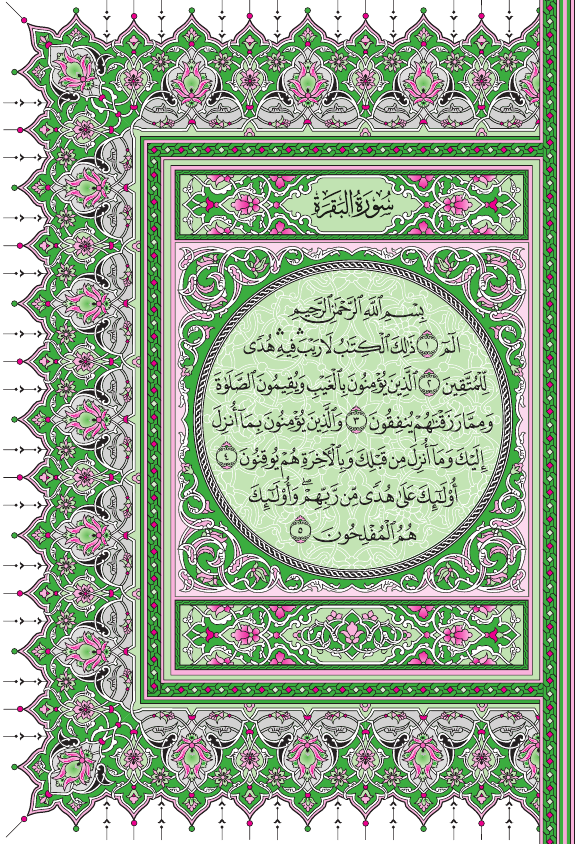 سُورَةُ البَقَرَةِ
بِسْمِ ٱللَّهِ ٱلرَّحْمَٰنِ ٱلرَّحِيمِ
الٓمٓ ١ ذَٰلِكَ ٱلْكِتَٰبُ لَا رَيْبَ ۛ فِيهِ ۛ هُدًى
لِّلْمُتَّقِينَ ٢ ٱلَّذِينَ يُؤْمِنُونَ بِٱلْغَيْبِ وَيُقِيمُونَ ٱلصَّلَوٰةَ
وَمِمَّا رَزَقْنَٰهُمْ يُنفِقُونَ ٣ وَٱلَّذِينَ يُؤْمِنُونَ بِمَآ أُنزِلَ
إِلَيْكَ وَمَآ أُنزِلَ مِن قَبْلِكَ وَبِٱلْأَخِرَةِ هُمْ يُوقِنُونَ ٤
أُو۟لَٰٓئِكَ عَلَىٰ هُدًى مِّن رَّبِّهِمْ ۖ وَأُو۟لَٰٓئِكَ
هُمُ ٱلْمُفْلِحُونَ ٥